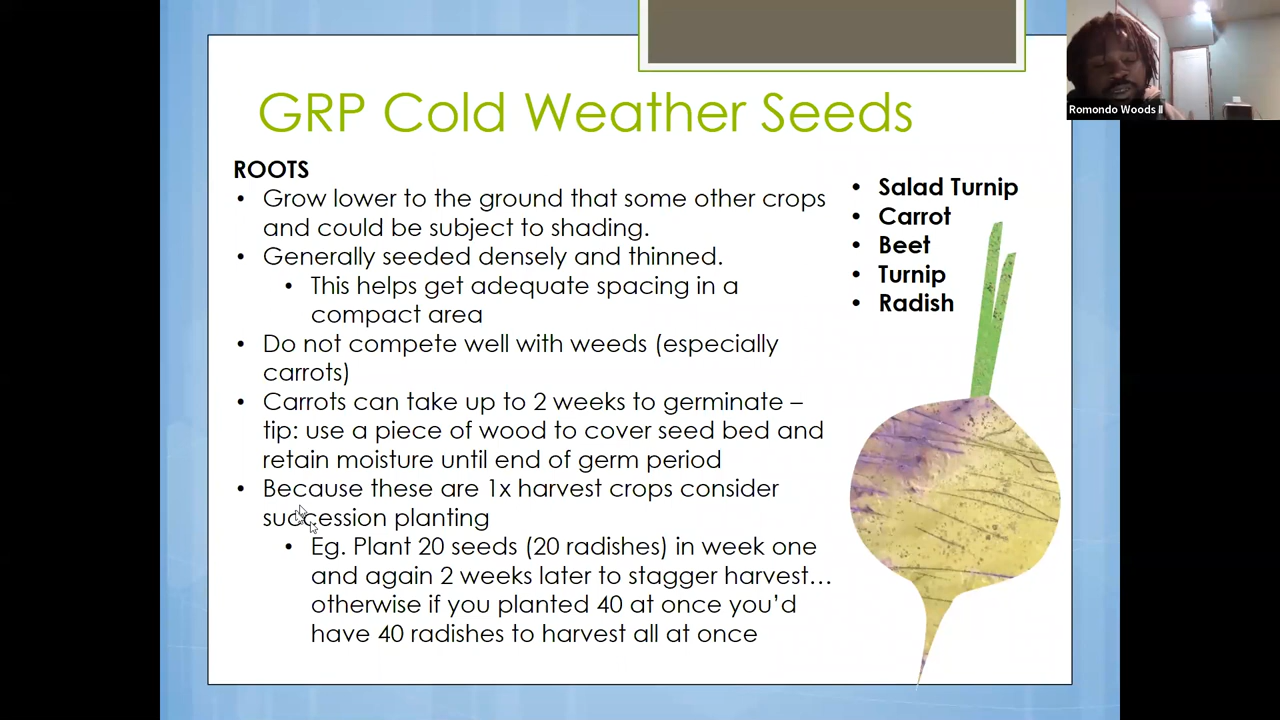 GRP Cold Weather Seeds
ROOTS
• Grow lower to the ground that some other crops
and could be subject to shading.
• Generally seeded densely and thinned.
• This helps get adequate spacing in a
compact area
• Do not compete well with weeds (especially
carrots)
• Carrots can take up to 2 weeks to germinate –
tip: use a piece of wood to cover seed bed and
retain moisture until end of germ period
• Because these are 1x harvest crops consider
succession planting
• Eg. Plant 20 seeds (20 radishes) in week one
and again 2 weeks later to stagger harvest…
otherwise if you planted 40 at once you’d
have 40 radishes to harvest all at once
• Salad Turnip
• Carrot
• Beet
• Turnip
• Radish
Romondo Woods II